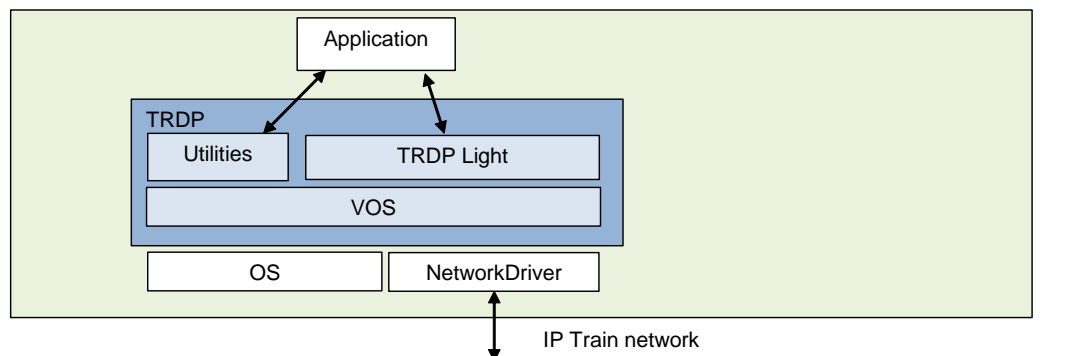 Application
TRDP
Utilities
TRDP Light
VOS
OS
NetworkDriver
IP Train network